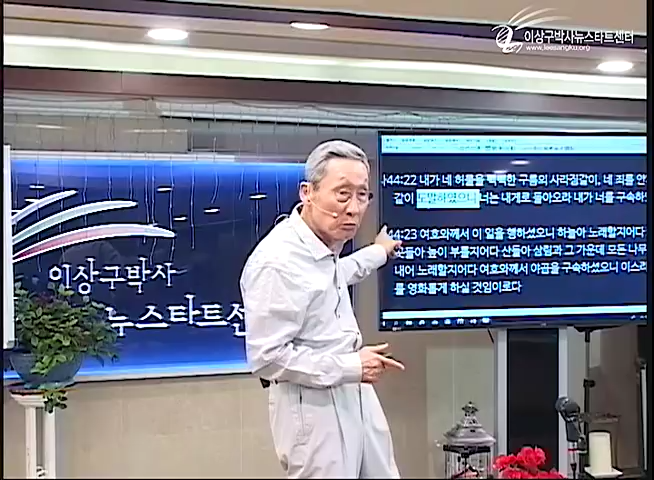 이상구박사뉴스타트센터
www.leesangku.org
44:22 내가 네 허물을 빽빽한 구름의 사라짐같이, 네 죄를 안
같이 도말하였으니 너는 내게로 돌아오라 내가 너를 구속하
44:23 여호와께서 이 일을 행하셨으니 하늘아 노래할지어다
높이 부를지어다 산들아 삼림과 그 가운데 모든 나무
내어 노래할지어다 여호와께서 야곱을 구속하셨으니 이스라
를 영화롭게 하실 것임이로다
이상구박사
뉴스타트센